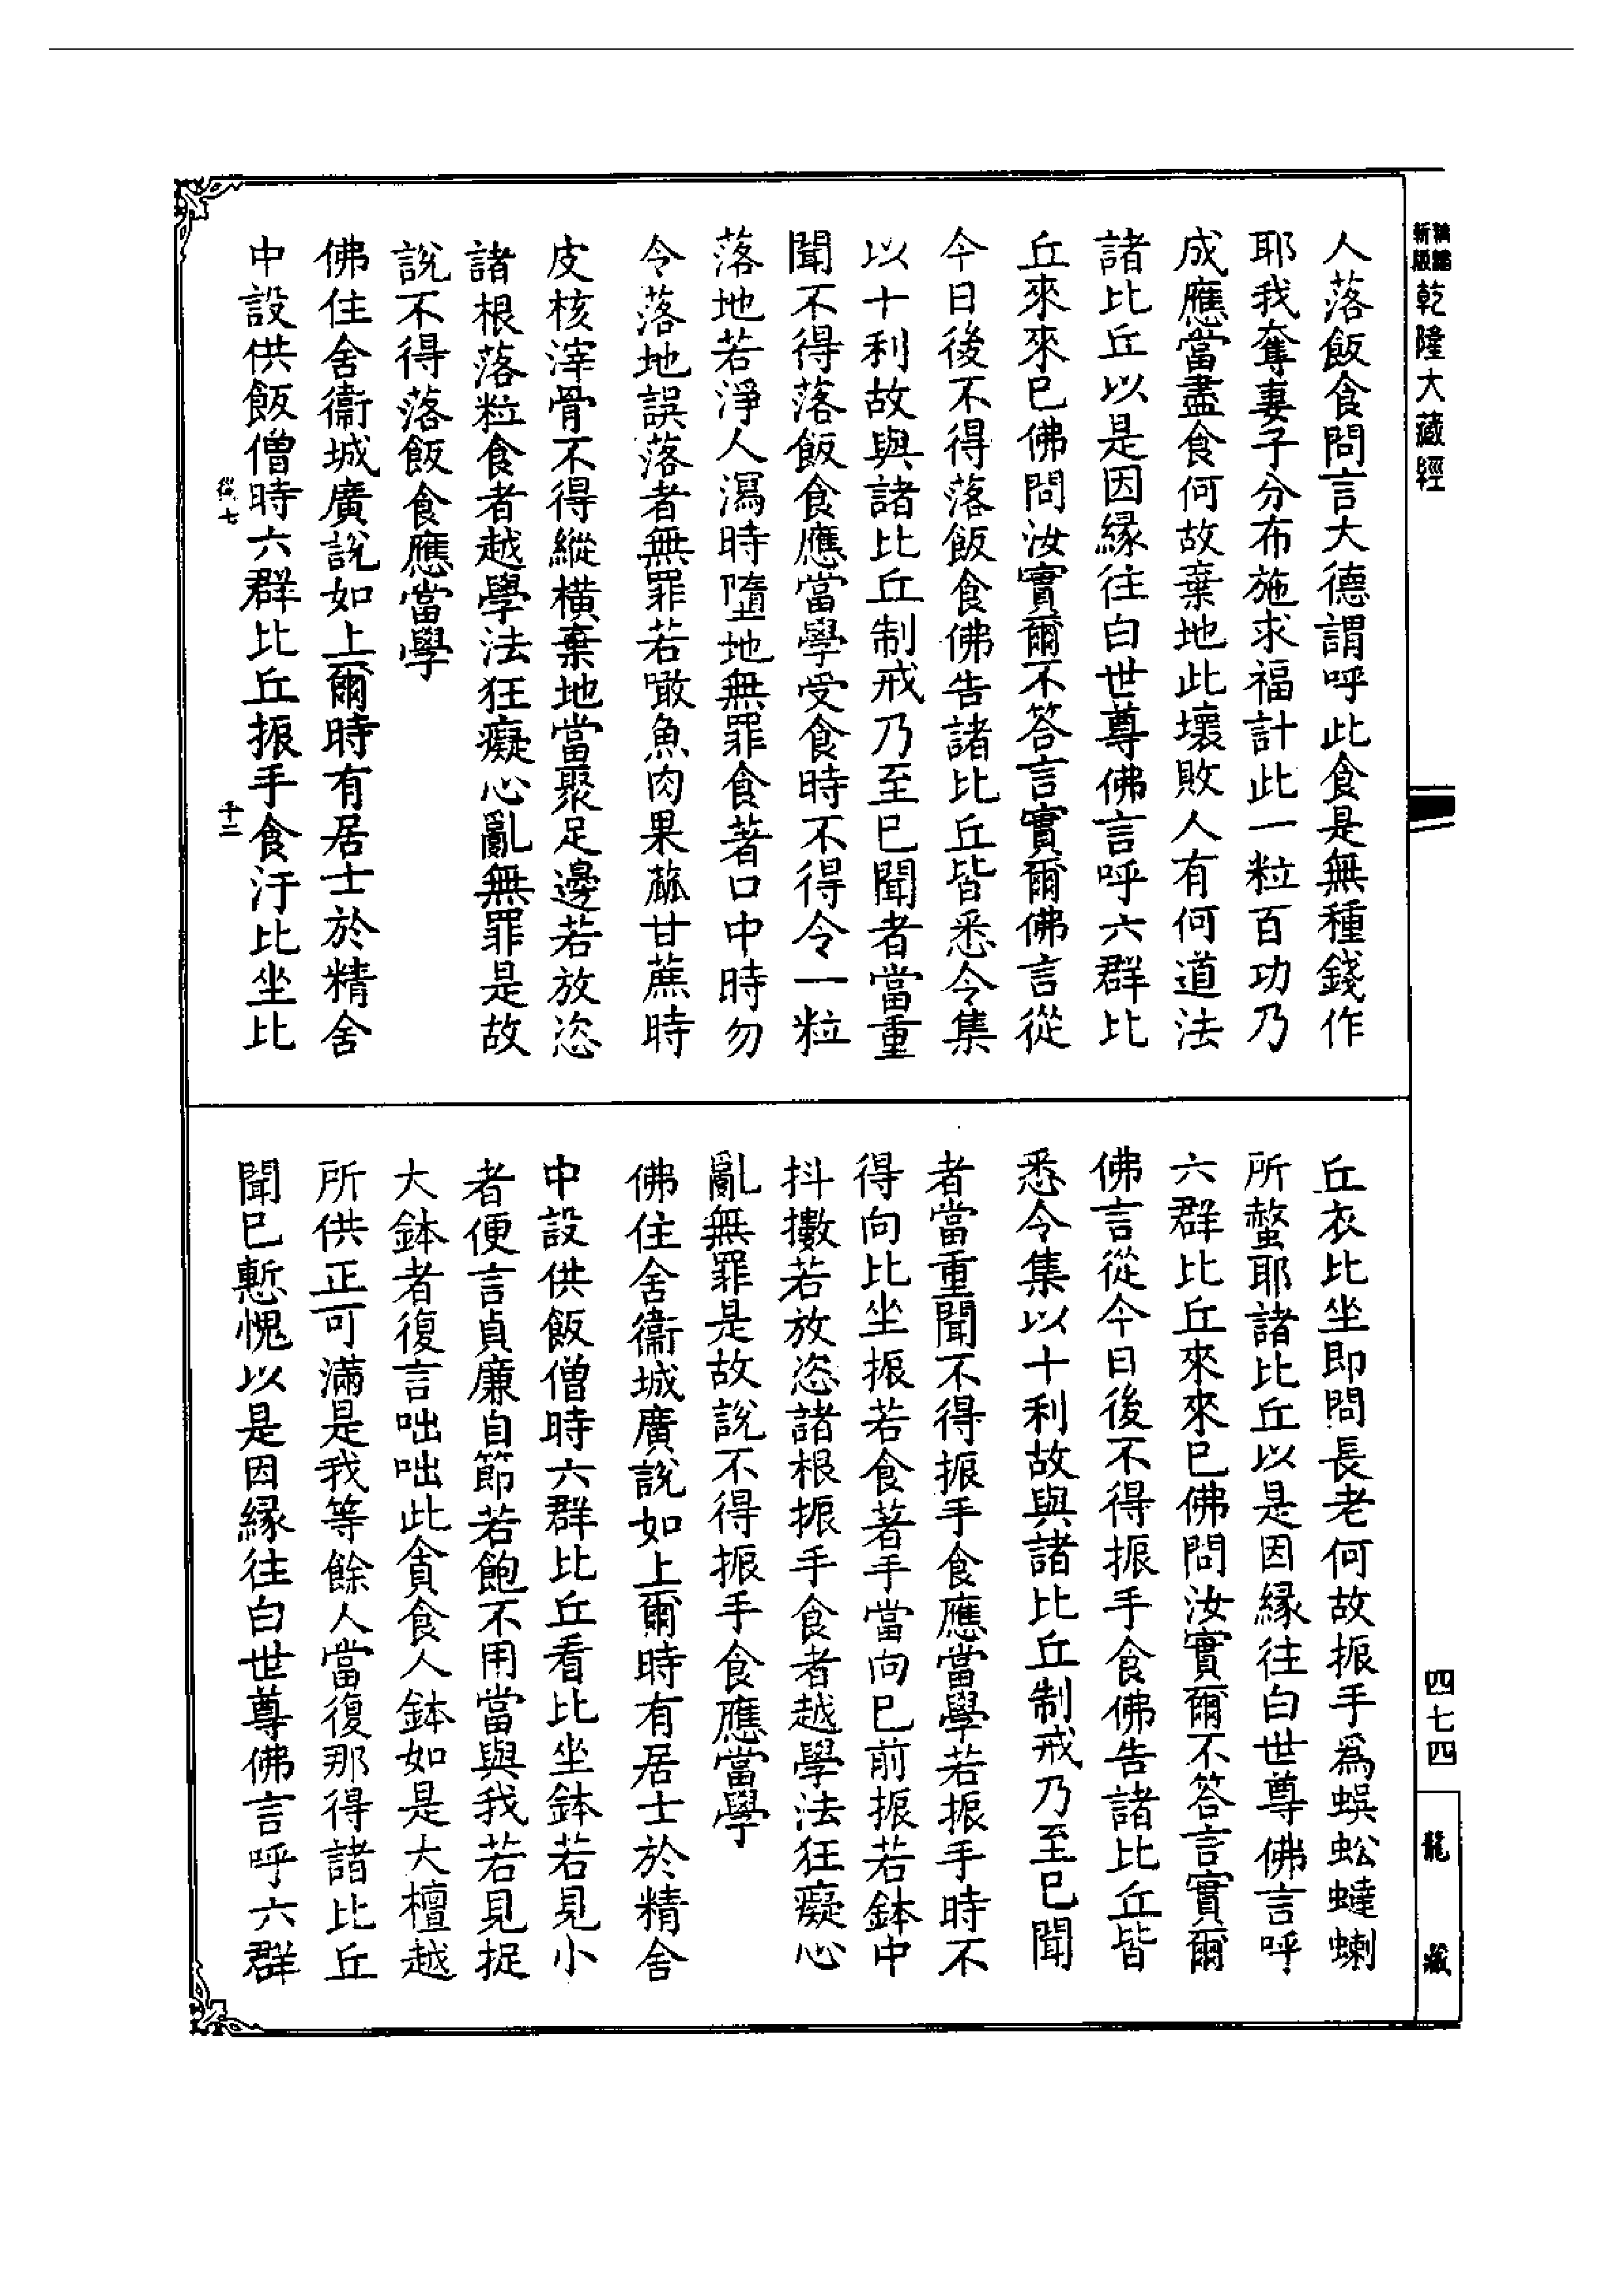 精縮新版乾隆大藏經
人落飯食問言大德謂呼此食是無種錢作
耶我奪妻子分布施求福計此一粒百功乃
成應當盡食何故棄地此壞敗人有何道法
諸比丘以是因緣往白世尊佛言呼六群比
丘來來已佛問汝實爾不答言實爾佛言從
今日後不得落飯食佛告諸比丘皆悉令集
以十利故與諸比丘制戒乃至已聞者當重
聞不得落飯食應當學受食時不得令一粒
落地若淨人瀉時墮地無罪食著口中時勿
令落地誤落者無罪若噉魚肉果蓏甘蔗時
皮核滓骨不得縱橫棄地當聚足邊若放恣
諸根落粒食者越學法狂癡心亂無罪是故
說不得落飯食應當學
佛住舍衞城廣說如上爾時有居士於精舍
中設供飯僧時六群比丘振手食汙比坐比
丘衣比坐即問長老何故振手爲蜈蚣蟽蝲
所螫耶諸比丘以是因緣往白世尊佛言呼
六群比丘來來已佛問汝實爾不答言實爾
佛言從今日後不得振手食佛告諸比丘皆
悉令集以十利故與諸比丘制戒乃至已聞
者當重聞不得振手食應當學若振手時不
得向比坐振若食著手當向已前振若鉢中
抖擻若放恣諸根振手食者越學法狂癡心
亂無罪是故說不得振手食應當學
佛住舍衞城廣說如上爾時有居士於精舍
中設供飯僧時六群比丘看比坐鉢若見小
者便言貞廉自節若飽不用當與我若見捉
大鉢者復言咄咄此貪食人鉢如是大檀越
所供正可滿是我等餘人當復那得諸比丘
聞已慙愧以是因緣往白世尊佛言呼六群
四七四
龍藏